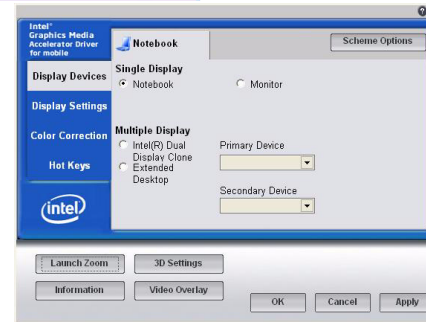 Intel®
Graphics Media
Accelerator Driver
for mobile
Notebook
Scheme Options
Display Devices
Display Settings
Color Correction
Hot Keys
intel
Single Display
Notebook
Monitor
Multiple Display
Intel(R) Dual
Display Clone
Extended
Desktop
Primary Device
Secondary Device
Launch Zoom
3D Settings
Information
Video Overlay
OK
Cancel
Apply